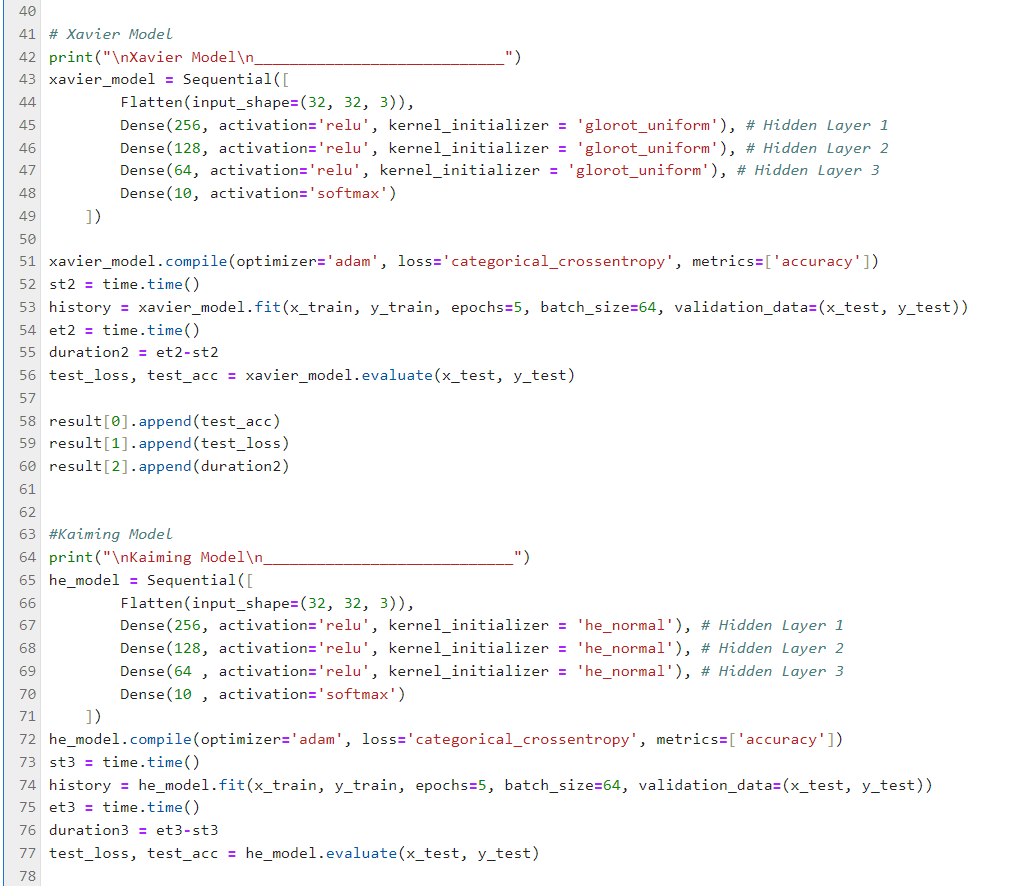 40
41 # Xavier Model
42 print("\nXavier Model\n____________________________")
43 xavier_model = Sequential([
44         Flatten(input_shape=(32, 32, 3)),
45         Dense(256, activation='relu', kernel_initializer = 'glorot_uniform'), # Hidden Layer 1
46         Dense(128, activation='relu', kernel_initializer = 'glorot_uniform'), # Hidden Layer 2
47         Dense(64, activation='relu', kernel_initializer = 'glorot_uniform'), # Hidden Layer 3
48         Dense(10, activation='softmax')
49     ])
50
51 xavier_model.compile(optimizer='adam', loss='categorical_crossentropy', metrics=['accuracy'])
52 st2 = time.time()
53 history = xavier_model.fit(x_train, y_train, epochs=5, batch_size=64, validation_data=(x_test, y_test))
54 et2 = time.time()
55 duration2 = et2-st2
56 test_loss, test_acc = xavier_model.evaluate(x_test, y_test)
57
58 result[0].append(test_acc)
59 result[1].append(test_loss)
60 result[2].append(duration2)
61
62
63 #Kaiming Model
64 print("\nKaiming Model\n____________________________")
65 he_model = Sequential([
66         Flatten(input_shape=(32, 32, 3)),
67         Dense(256, activation='relu', kernel_initializer = 'he_normal'), # Hidden Layer 1
68         Dense(128, activation='relu', kernel_initializer = 'he_normal'), # Hidden Layer 2
69         Dense(64 , activation='relu', kernel_initializer = 'he_normal'), # Hidden Layer 3
70         Dense(10 , activation='softmax')
71     ])
72 he_model.compile(optimizer='adam', loss='categorical_crossentropy', metrics=['accuracy'])
73 st3 = time.time()
74 history = he_model.fit(x_train, y_train, epochs=5, batch_size=64, validation_data=(x_test, y_test))
75 et3 = time.time()
76 duration3 = et3-st3
77 test_loss, test_acc = he_model.evaluate(x_test, y_test)
78